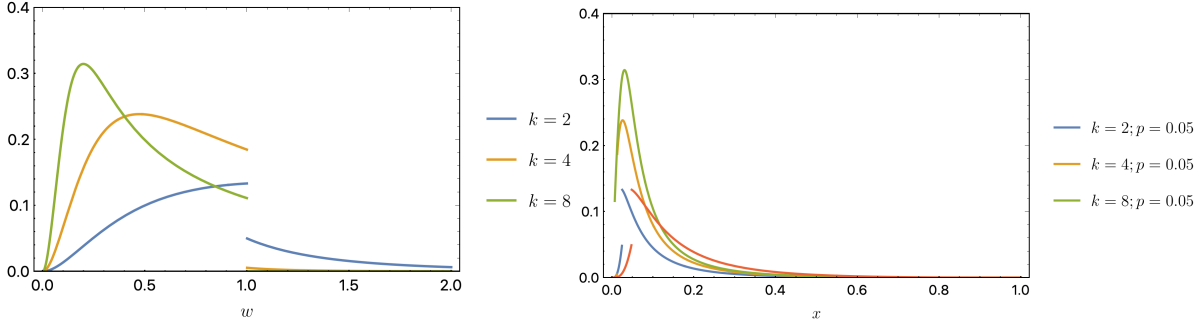 0.4
0.3
0.2
0.1
0.0
0.0
0.5
1.0
1.5
2.0
w
k = 2
k = 4
k = 8
0.4
0.3
0.2
0.1
0.0
0.0
0.2
0.4
0.6
0.8
1.0
x
k = 2; p = 0.05
k = 4; p = 0.05
k = 8; p = 0.05